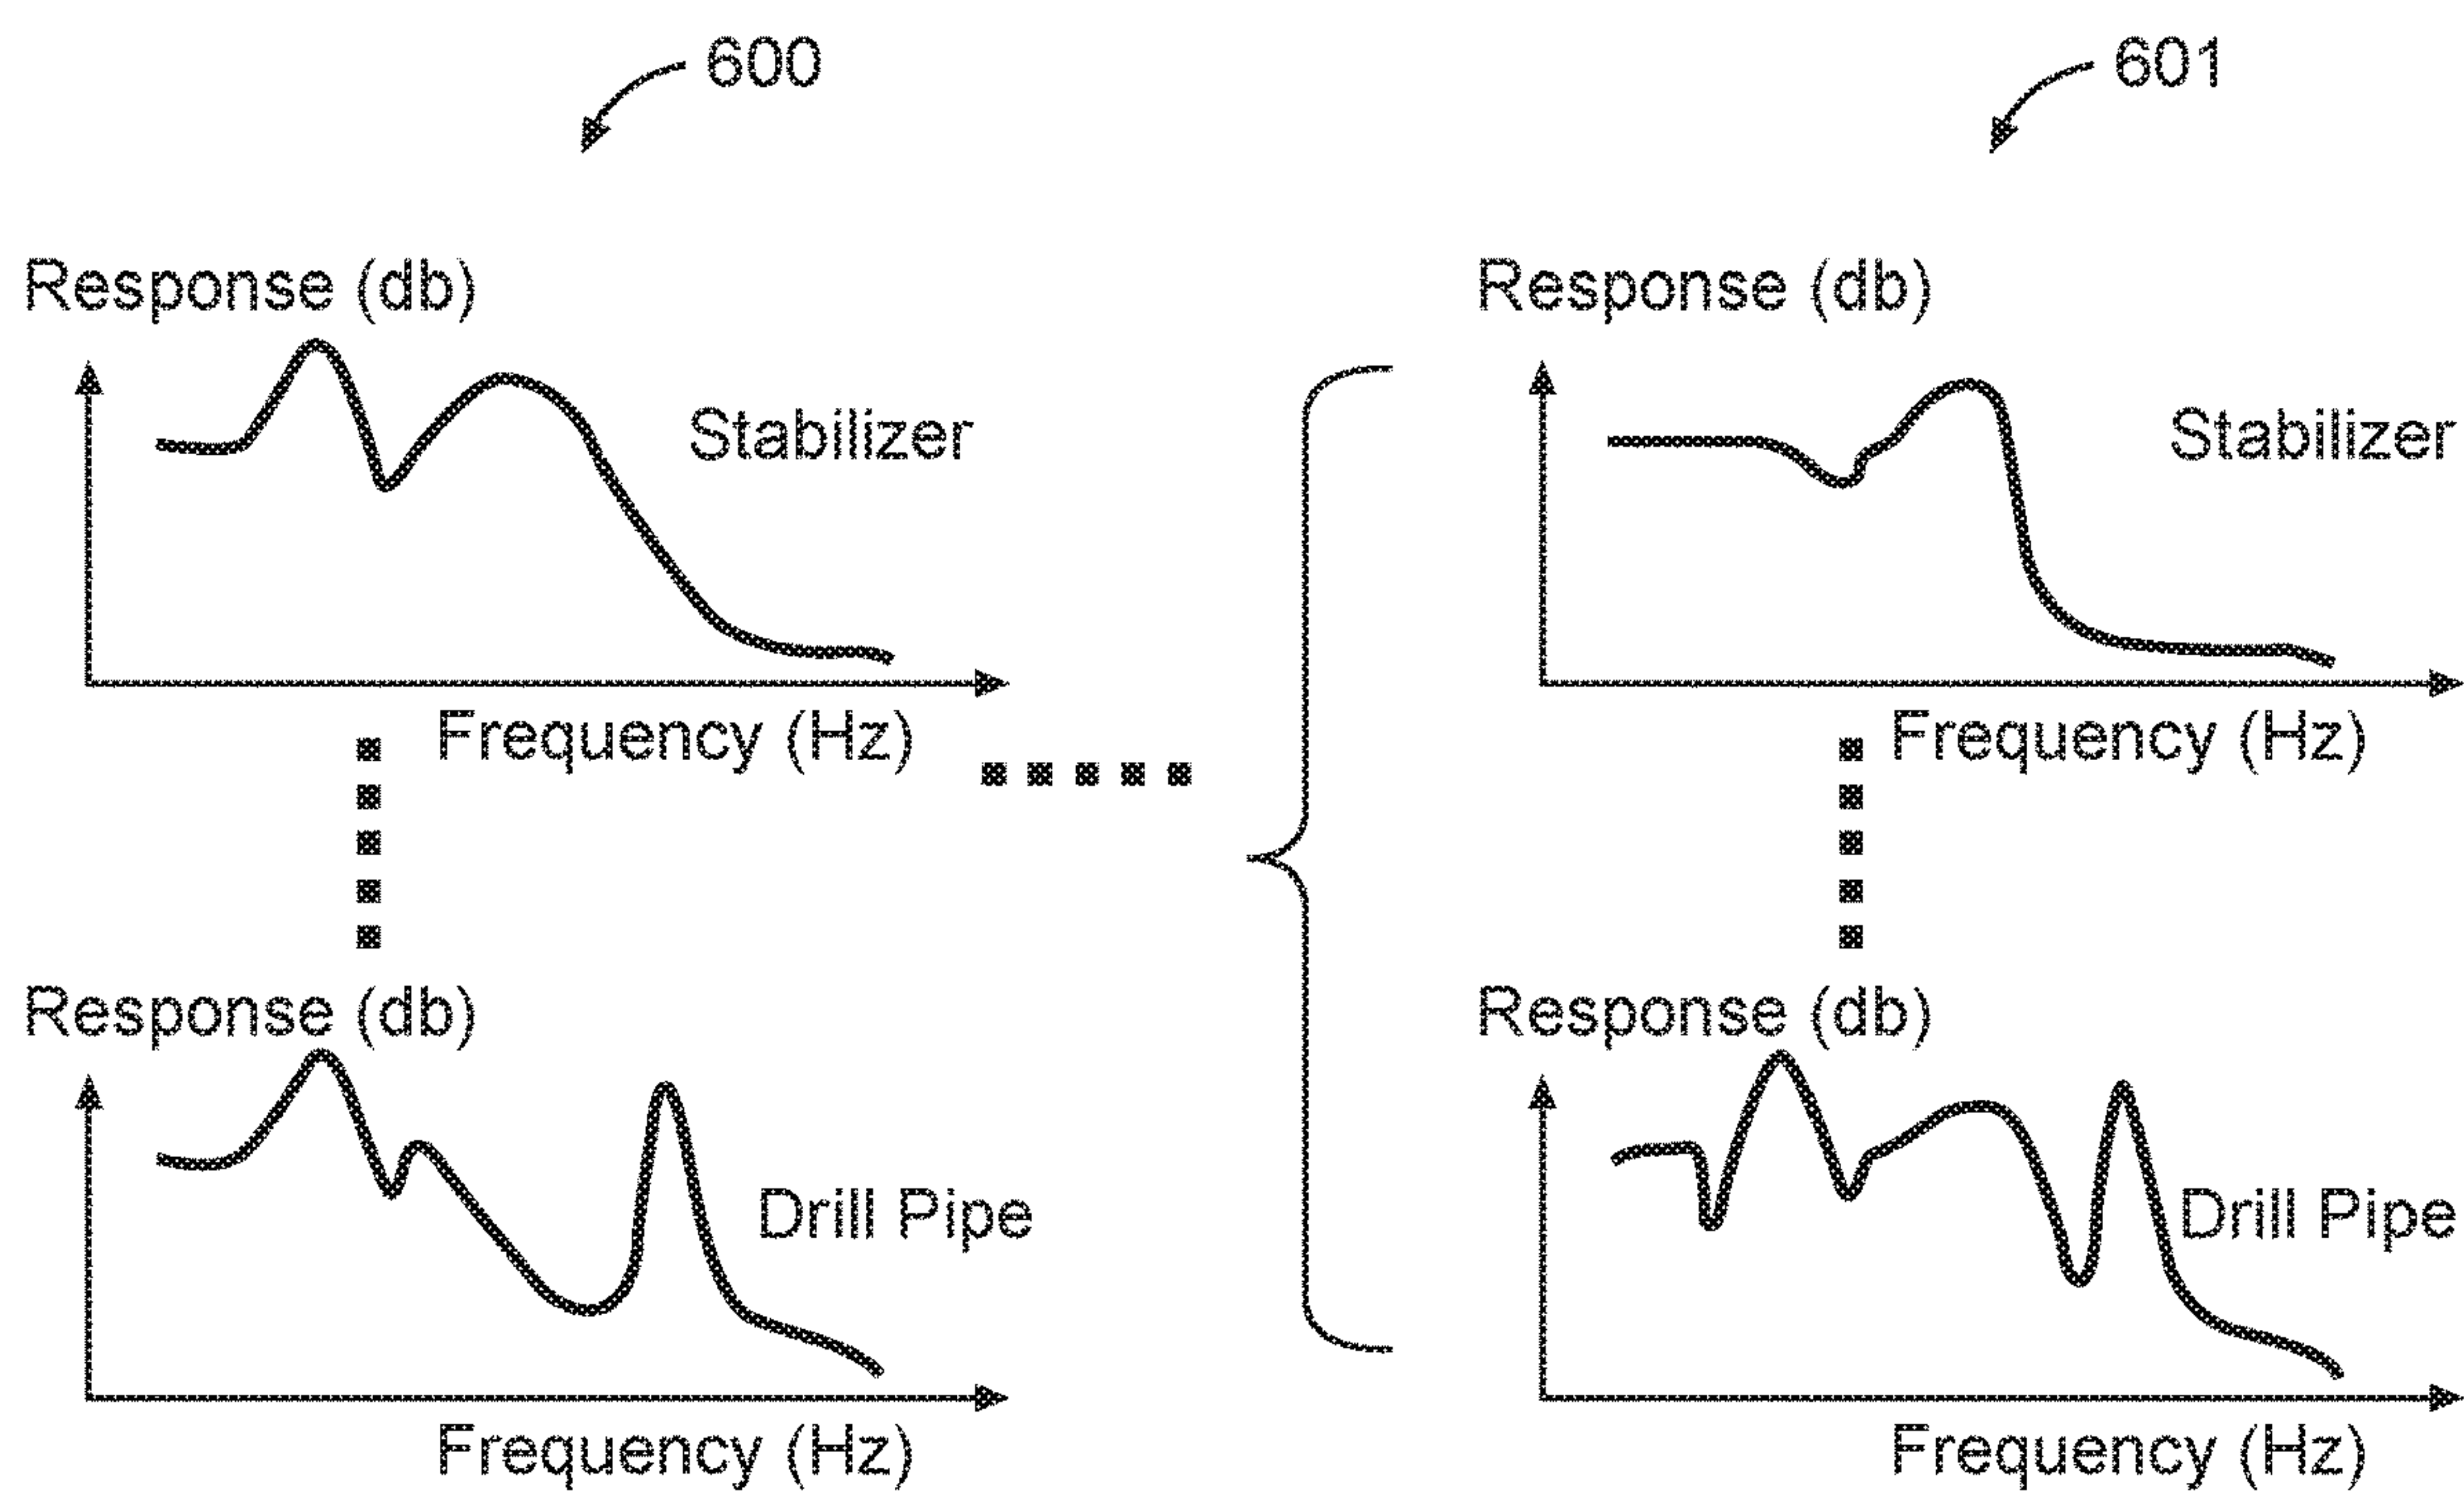 600
601
Response (db)
Response (db)
Stabilizer
Stabilizer
Frequency (Hz)
Frequency (Hz)
Response (db)
Response (db)
Drill Pipe
Drill Pipe
Frequency (Hz)
Frequency (Hz)